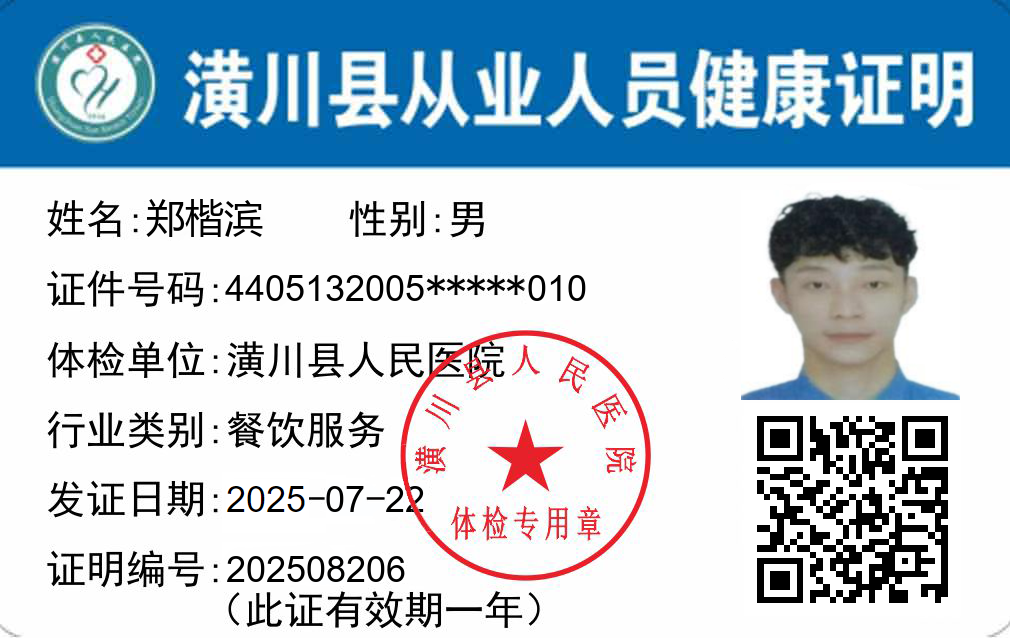 潢川县从业人员健康证明
姓名:郑楷滨 性别:男
证件号码:4405132005*****010
体检单位:潢川县人民医院
行业类别:餐饮服务
发证日期:2025-07-22
证明编号:202508206
(此证有效期一年)
潢川县人民医院
体检专用章